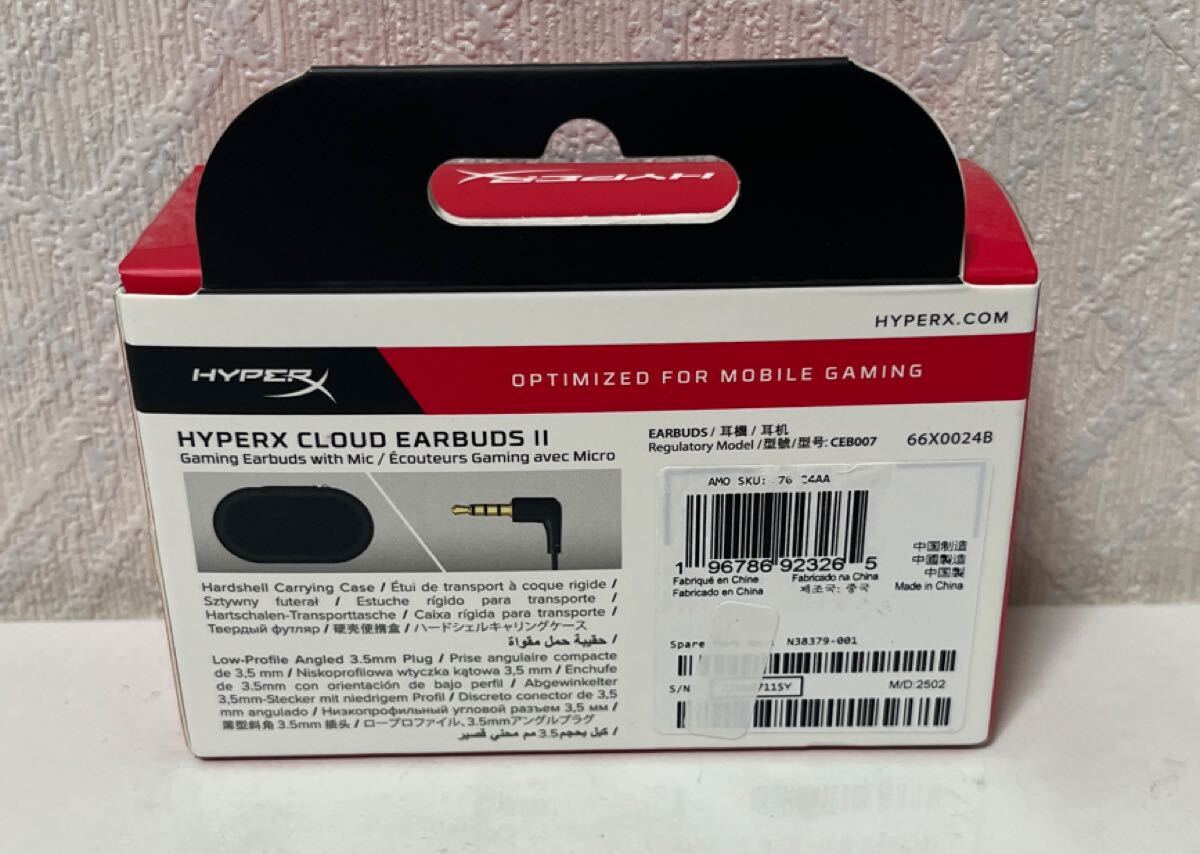 HYPERX
HYPERX.COM
HYPERX
OPTIMIZED FOR MOBILE GAMING
HYPERX CLOUD EARBUDS II
Gaming Earbuds with Mic / Écouteurs Gaming avec Micro
EARBUDS / 耳機 / 耳机
Regulatory Model / 型號/ 型号: CEB007
66X0024B
Hardshell Carrying Case / Étui de transport à coque rigide /
Sztywny futerał / Estuche rígido para transporte /
Hartschalen-Transporttasche / Caixa rígida para transporte /
Твердый футляр / 硬壳便携盒 / ハードシェルキャリングケース
/ حقيبة حمل مقواة
Low-Profile Angled 3.5mm Plug / Prise angulaire compacte
de 3,5 mm / Niskoprofilowa wtyczka kątowa 3,5 mm / Enchufe
de 3.5mm con orientación de bajo perfil / Abgewinkelter
3,5mm-Stecker mit niedrigem Profil / Discreto conector de 3,5
mm angulado / Низкопрофильный угловой разъем 3,5 мм /
薄型斜角 3.5mm 插头 / ロープロファイル、3.5mmアングルプラグ
/ كبل بحجم 3.5 مم محني قصير
AMO SKU: 76 C4AA
1 96786 92326 5
Fabriqué en Chine
Fabricado na China
Fabricado en China
제조국: 중국
中国制造
中國製造
中国製
Made in China
Spare N38379-001
S/N 7115Y
M/D:2502